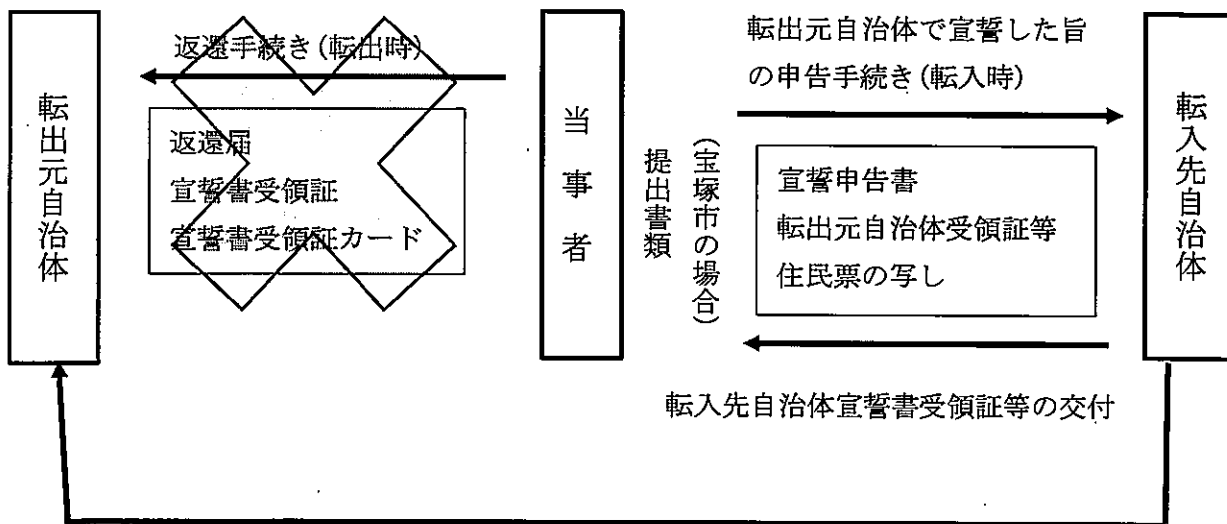 転出元自治体
返還手続き(転出時)
返還届
宣誓書受領証
宣誓書受領証カード
当事者
転出元自治体で宣誓した旨
の申告手続き(転入時)
提出書類
(宝塚市の場合)
宣誓申告書
転出元自治体受領証等
住民票の写し
転入先自治体宣誓書受領証等の交付
転入先自治体